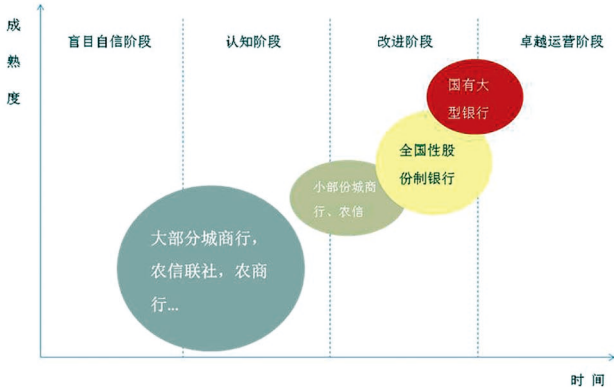 成熟度
盲目自信阶段
认知阶段
改进阶段
卓越运营阶段
国有大
型银行
全国性股
份制银行
小部份城商
行、农信
大部分城商行，
农信联社，农商
行...
时 间